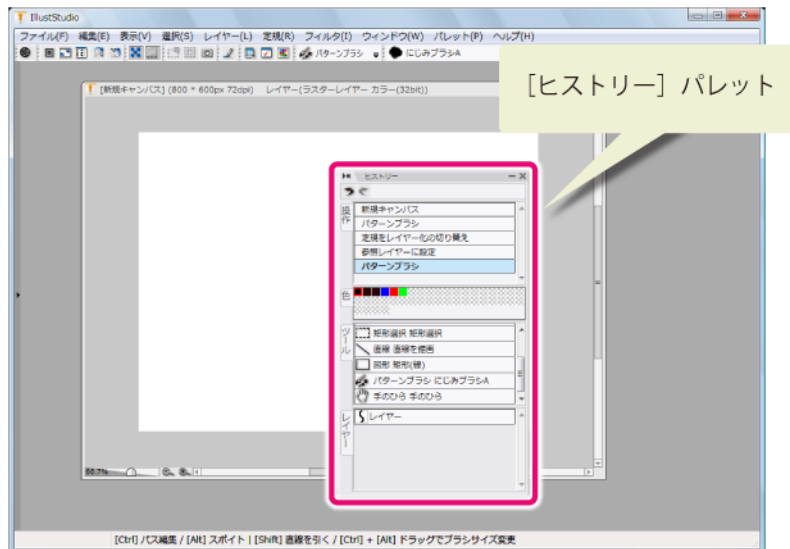 IllustStudio
ファイル(F) 編集(E) 表示(V) 選択(S) レイヤー(L) 定規(R) フィルタ(I) ウィンドウ(W) パレット(P) ヘルプ(H)
パターンブラシ にじみブラシA
[ヒストリー] パレット
[新規キャンバス] (800 * 600px 72dpi) レイヤー(ラスターレイヤー カラー(32bit))
ヒストリー
操作
新規キャンバス
パターンブラシ
定規をレイヤー化の切り替え
参照レイヤーに設定
パターンブラシ
色
ツール
矩形選択 矩形選択
直線 直線を描画
図形 矩形(線)
パターンブラシ にじみブラシA
手のひら 手のひら
レイヤー
レイヤー
66.7%
[Ctrl] パス編集 / [Alt] スポイト | [Shift] 直線を引く / [Ctrl] + [Alt] ドラッグでブラシサイズ変更